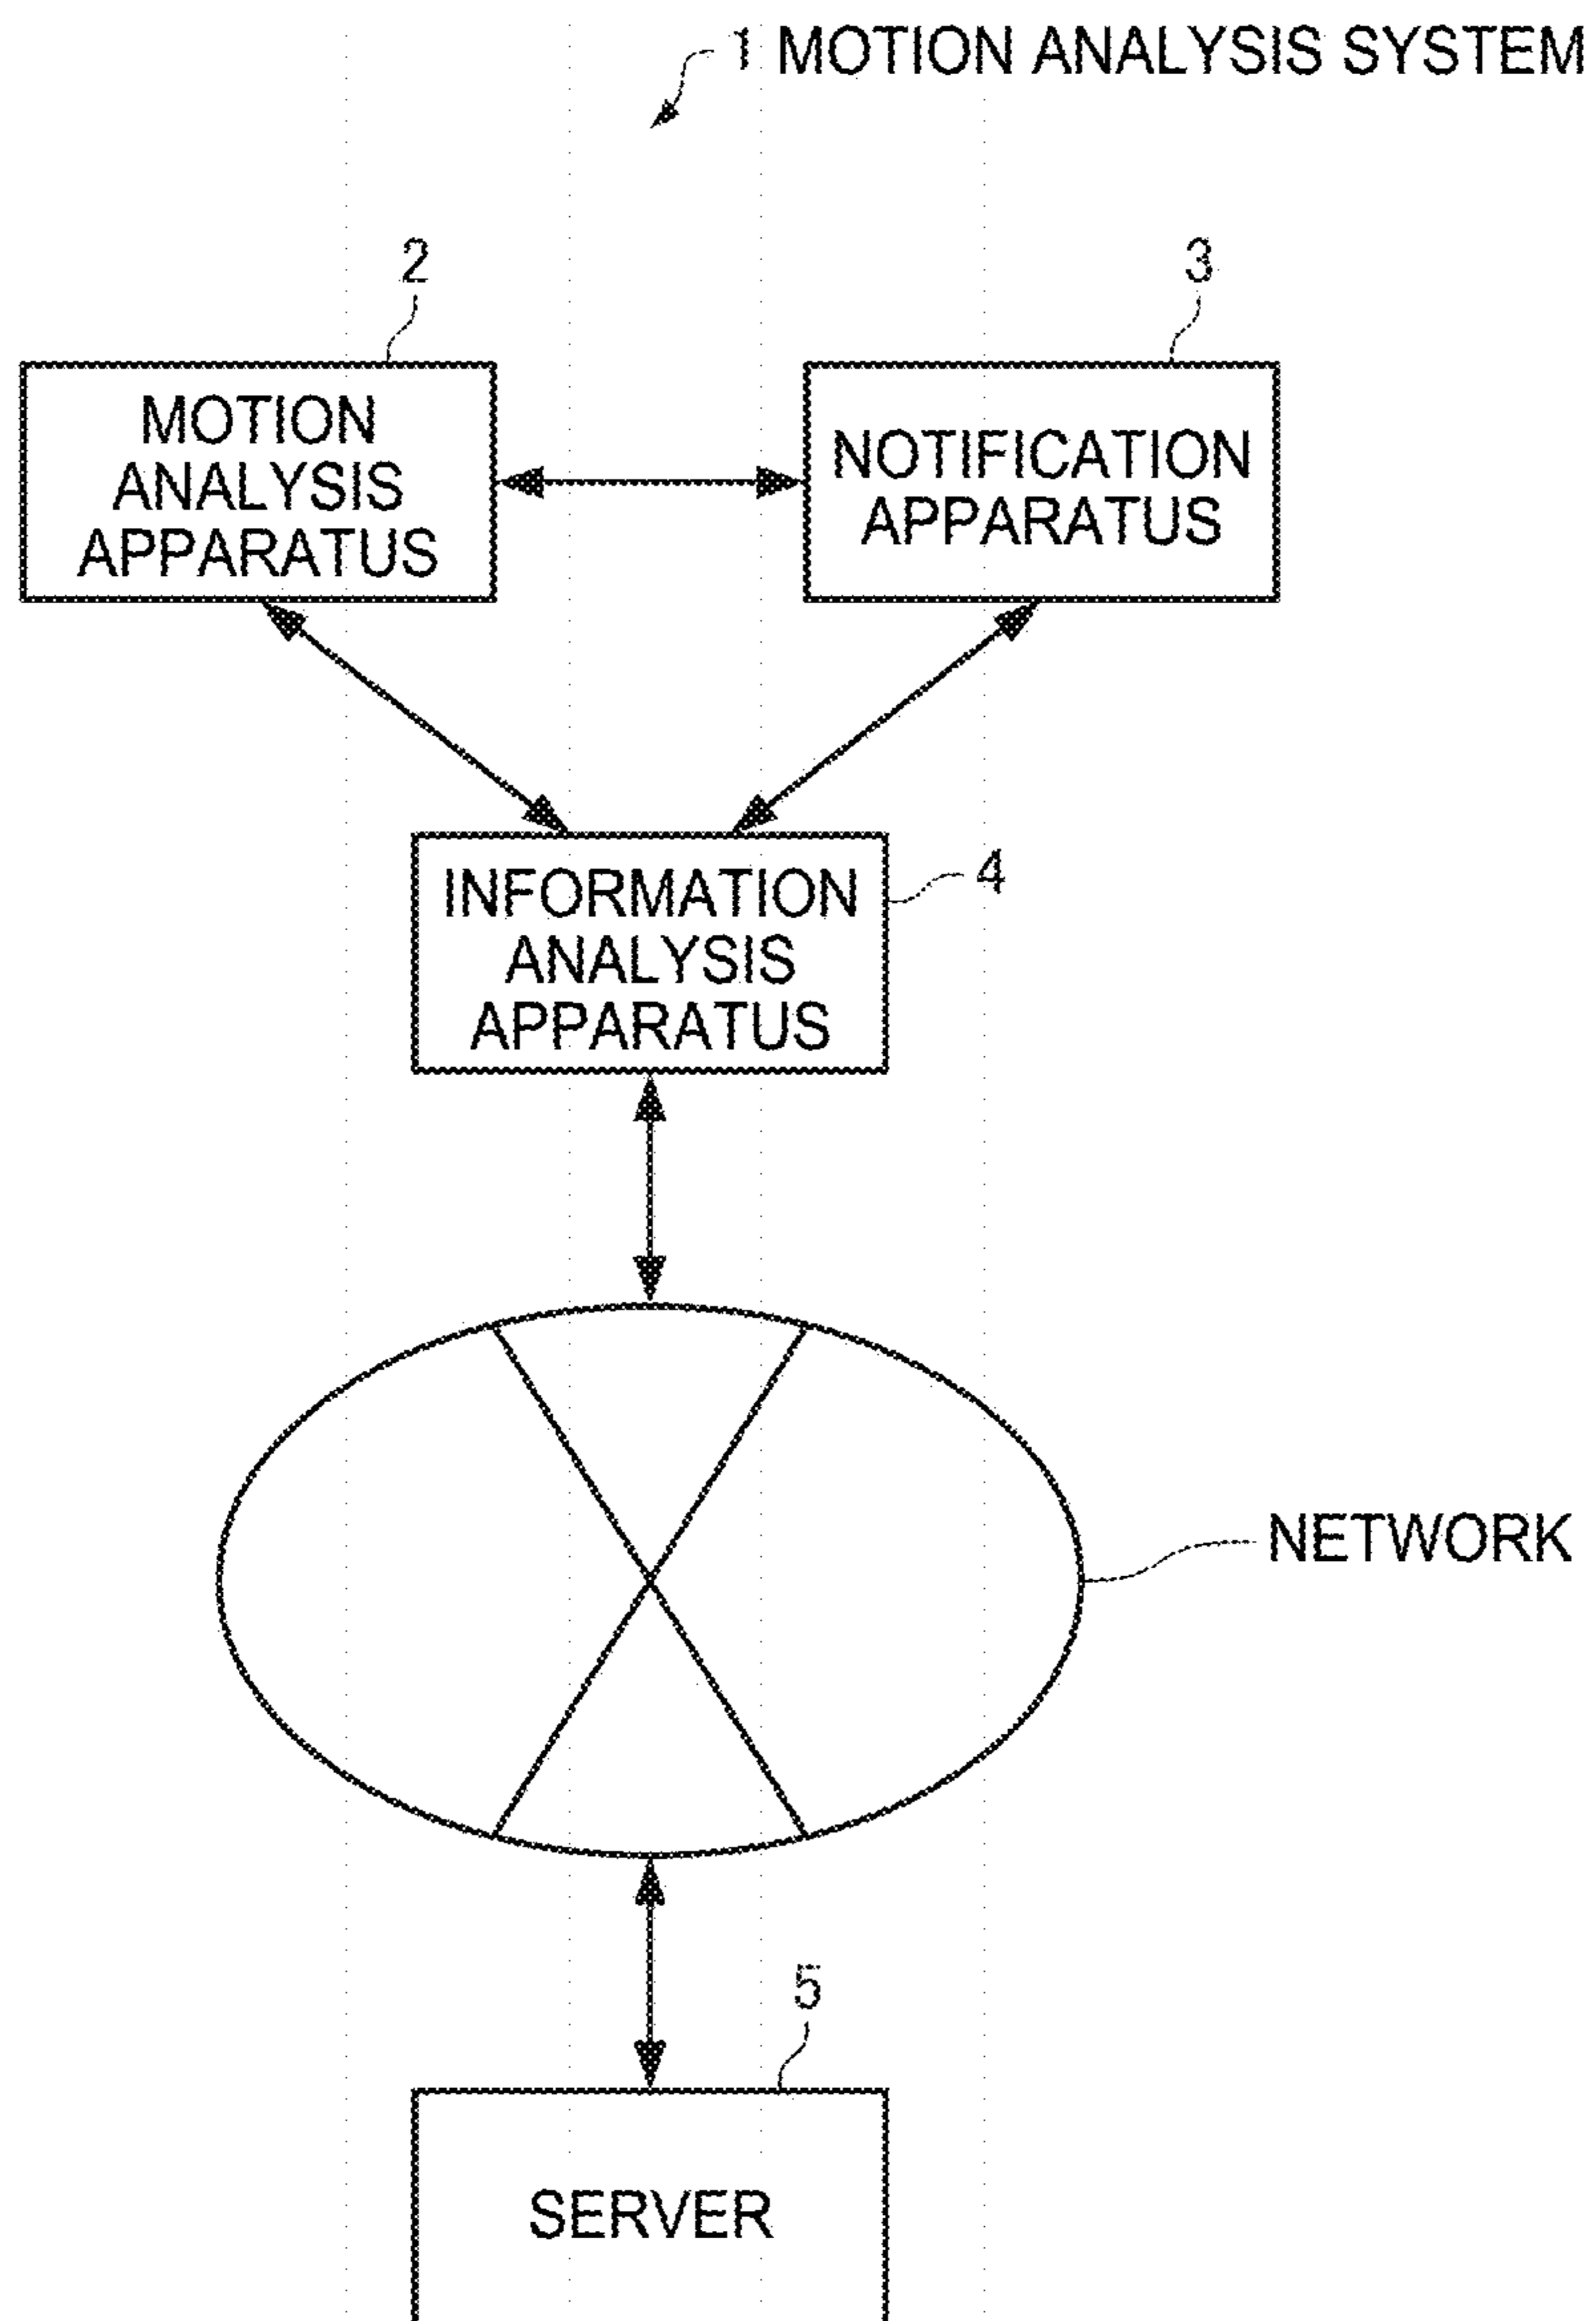 1 MOTION ANALYSIS SYSTEM
2
3
MOTION
ANALYSIS
APPARATUS
NOTIFICATION
APPARATUS
INFORMATION
ANALYSIS
APPARATUS
4
NETWORK
5
SERVER